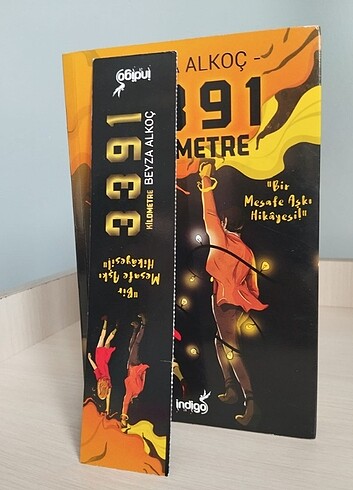 indigo
3391
KİLOMETRE BEYZA ALKOÇ
"Bir
Mesafe Aşkı
Hikâyesi!"
ALKOÇ
391
METRE
"Bir
Mesafe Aşkı
Hikâyesi!"
indigo